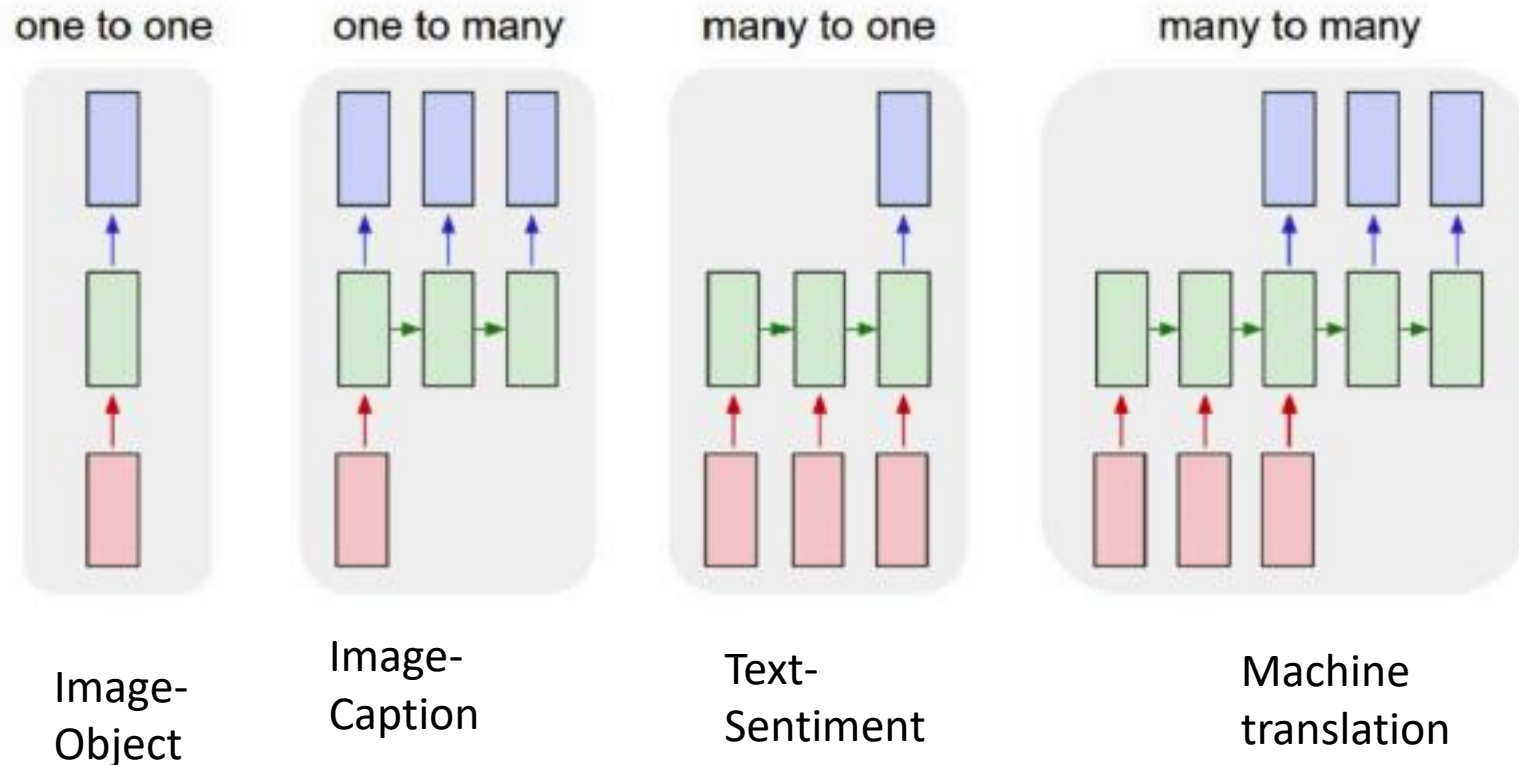 one to one
one to many
many to one
many to many
Image-
Object
Image-
Caption
Text-
Sentiment
Machine
translation